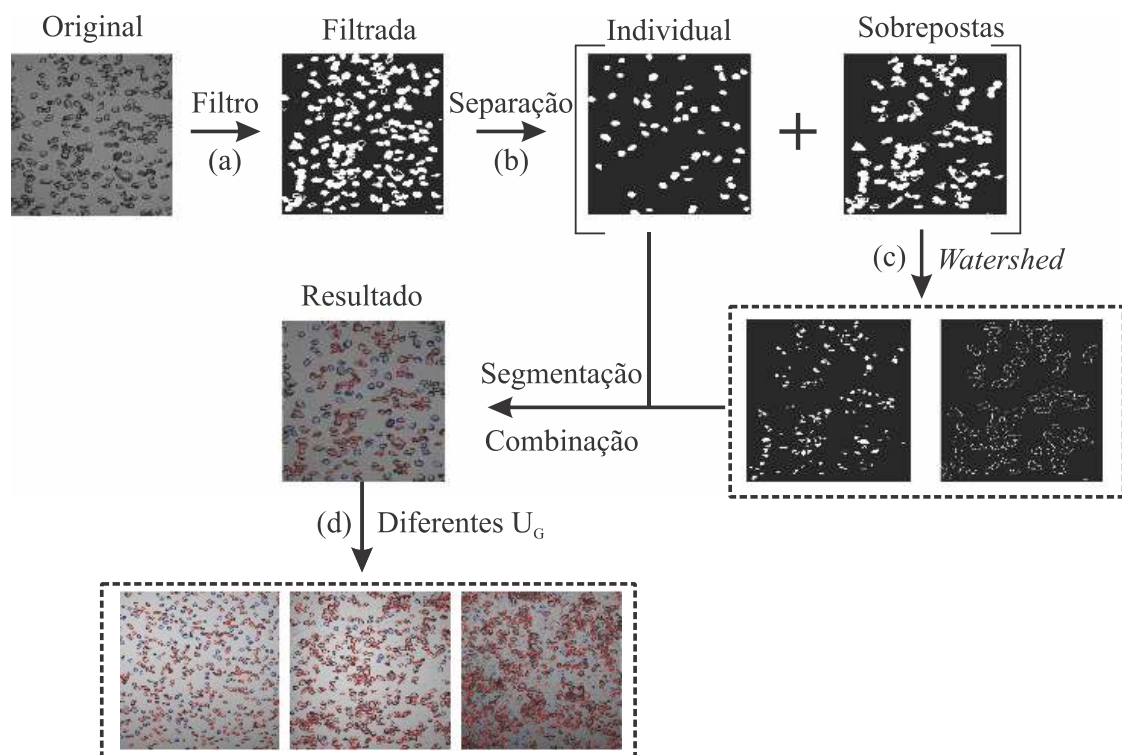 Original
Filtrada
Individual
Sobrepostas
Filtro
(a)
Separação
(b)
+
(c)
Watershed
Resultado
Segmentação
Combinação
(d)
Diferentes U_G